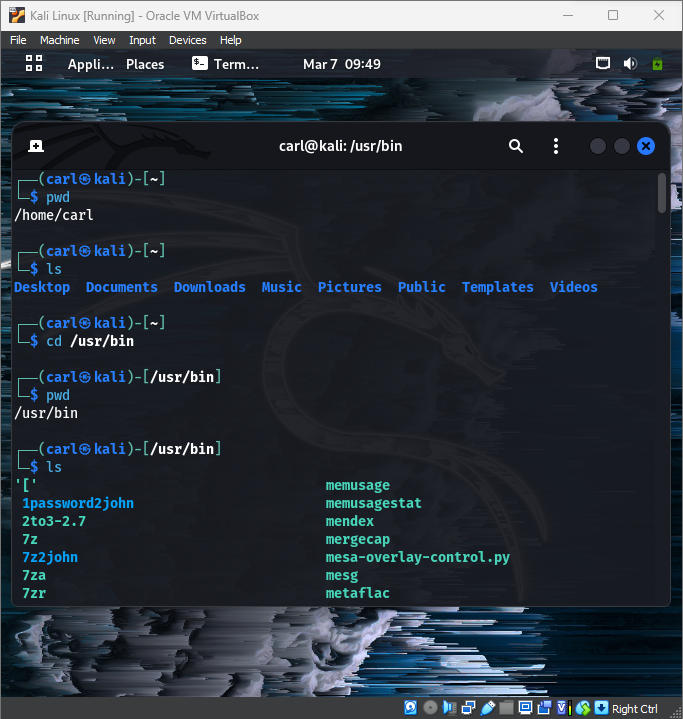 Kali Linux [Running] - Oracle VM VirtualBox
File Machine View Input Devices Help
Appli... Places Term... Mar 7 09:49
carl@kali: /usr/bin
┌──(carl㉿kali)-[~]
└─$ pwd
/home/carl
┌──(carl㉿kali)-[~]
└─$ ls
Desktop Documents Downloads Music Pictures Public Templates Videos
┌──(carl㉿kali)-[~]
└─$ cd /usr/bin
┌──(carl㉿kali)-[/usr/bin]
└─$ pwd
/usr/bin
┌──(carl㉿kali)-[/usr/bin]
└─$ ls
'[' memusage
1password2john memusagestat
2to3-2.7 mendex
7z mergecap
7z2john mesa-overlay-control.py
7za mesg
7zr metaflac
Right Ctrl